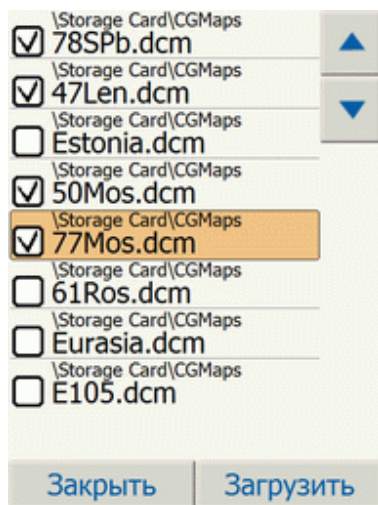 \Storage Card\CGMaps
78SPb.dcm
\Storage Card\CGMaps
47Len.dcm
\Storage Card\CGMaps
Estonia.dcm
\Storage Card\CGMaps
50Mos.dcm
\Storage Card\CGMaps
77Mos.dcm
\Storage Card\CGMaps
61Ros.dcm
\Storage Card\CGMaps
Eurasia.dcm
\Storage Card\CGMaps
E105.dcm
Закрыть Загрузить